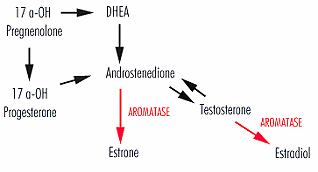 17 a-OH
Pregnenolone
DHEA
17 a-OH
Progesterone
Androstenedione
AROMATASE
Testosterone
AROMATASE
Estrone
Estradiol